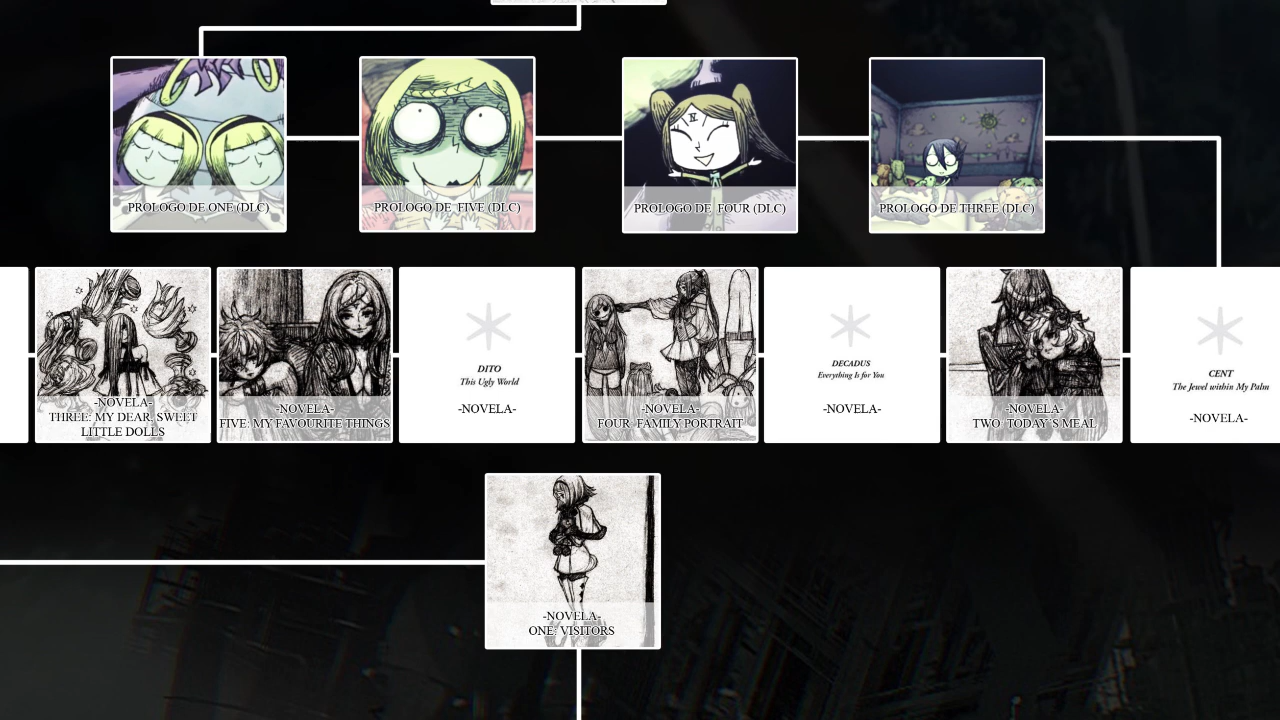 PROLOGO DE ONE (DLC)
PROLOGO DE FIVE (DLC)
PROLOGO DE FOUR (DLC)
PROLOGO DE THREE (DLC)
-NOVELA-
THREE: MY DEAR, SWEET
LITTLE DOLLS
-NOVELA-
FIVE: MY FAVOURITE THINGS
DITO
This Ugly World
-NOVELA-
-NOVELA-
FOUR: FAMILY PORTRAIT
DECADUS
Everything Is for You
-NOVELA-
-NOVELA-
TWO: TODAY´S MEAL
CENT
The Jewel within My Palm
-NOVELA-
-NOVELA-
ONE: VISITORS